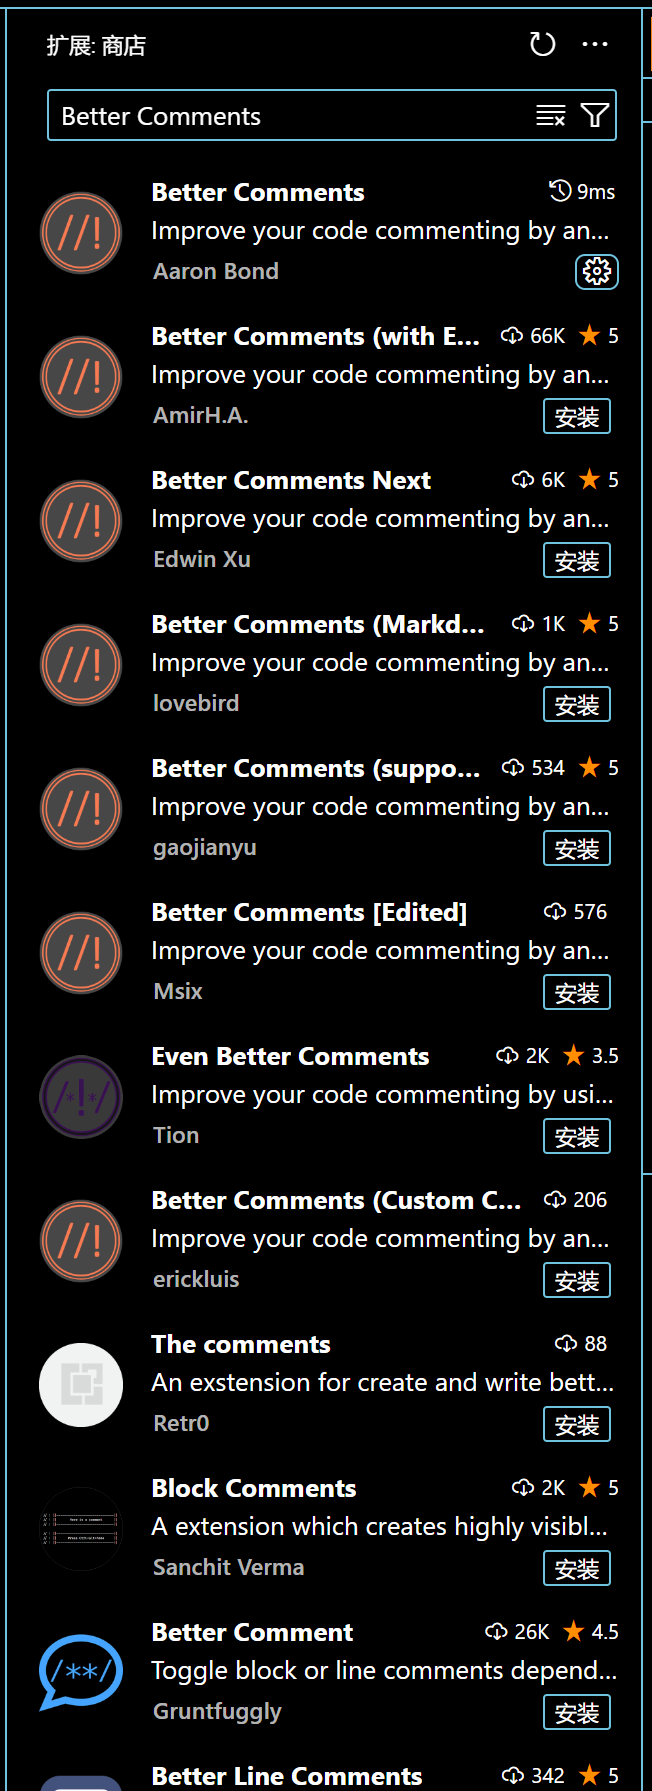 扩展: 商店
Better Comments
Better Comments 9ms
Improve your code commenting by an...
Aaron Bond
Better Comments (with E... 66K 5
Improve your code commenting by an...
AmirH.A. 安装
Better Comments Next 6K 5
Improve your code commenting by an...
Edwin Xu 安装
Better Comments (Markd... 1K 5
Improve your code commenting by an...
lovebird 安装
Better Comments (suppo... 534 5
Improve your code commenting by an...
gaojianyu 安装
Better Comments [Edited] 576
Improve your code commenting by an...
Msix 安装
Even Better Comments 2K 3.5
Improve your code commenting by usi...
Tion 安装
Better Comments (Custom C... 206
Improve your code commenting by an...
erickluis 安装
The comments 88
An exstension for create and write bett...
Retr0 安装
Block Comments 2K 5
A extension which creates highly visibl...
Sanchit Verma 安装
Better Comment 26K 4.5
Toggle block or line comments depend...
Gruntfuggly 安装
Better Line Comments 342 5